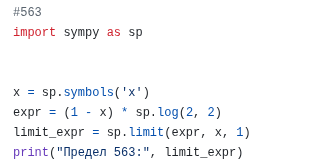 #563
import sympy as sp
x = sp.symbols('x')
expr = (1 - x) * sp.log(2, 2)
limit_expr = sp.limit(expr, x, 1)
print("Предел 563:", limit_expr)